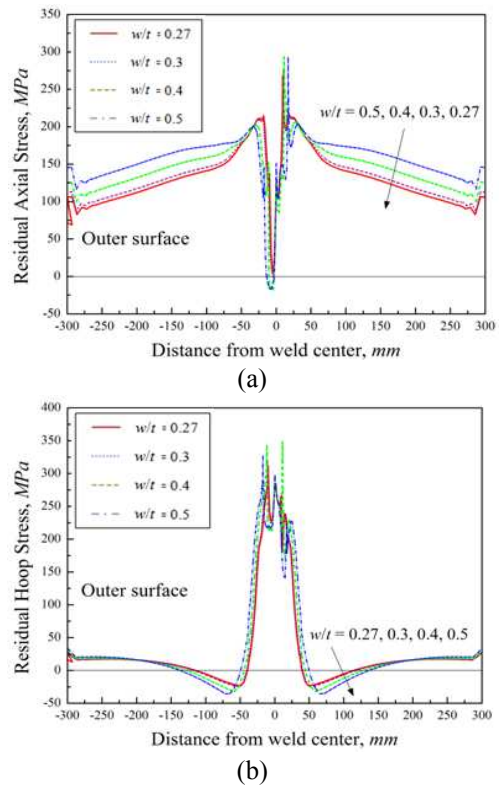 350
300
250
200
150
100
50
0
50
-300 -250 -200 -150 -100 -50 0 50 100 150 200 250 300
Residual Axial Stress, MPa
w/t = 0.27
w/t = 0.3
w/t = 0.4
w/t = 0.5
w/t = 0.5, 0.4, 0.3, 0.27
Outer surface
Distance from weld center, mm
(a)
400
350
300
250
200
150
100
50
0
-50
-300 -250 -200 -150 -100 -50 0 50 100 150 200 250 300
Residual Hoop Stress, MPa
w/t = 0.27
w/t = 0.3
w/t = 0.4
w/t = 0.5
Outer surface
w/t = 0.27, 0.3, 0.4, 0.5
Distance from weld center, mm
(b)